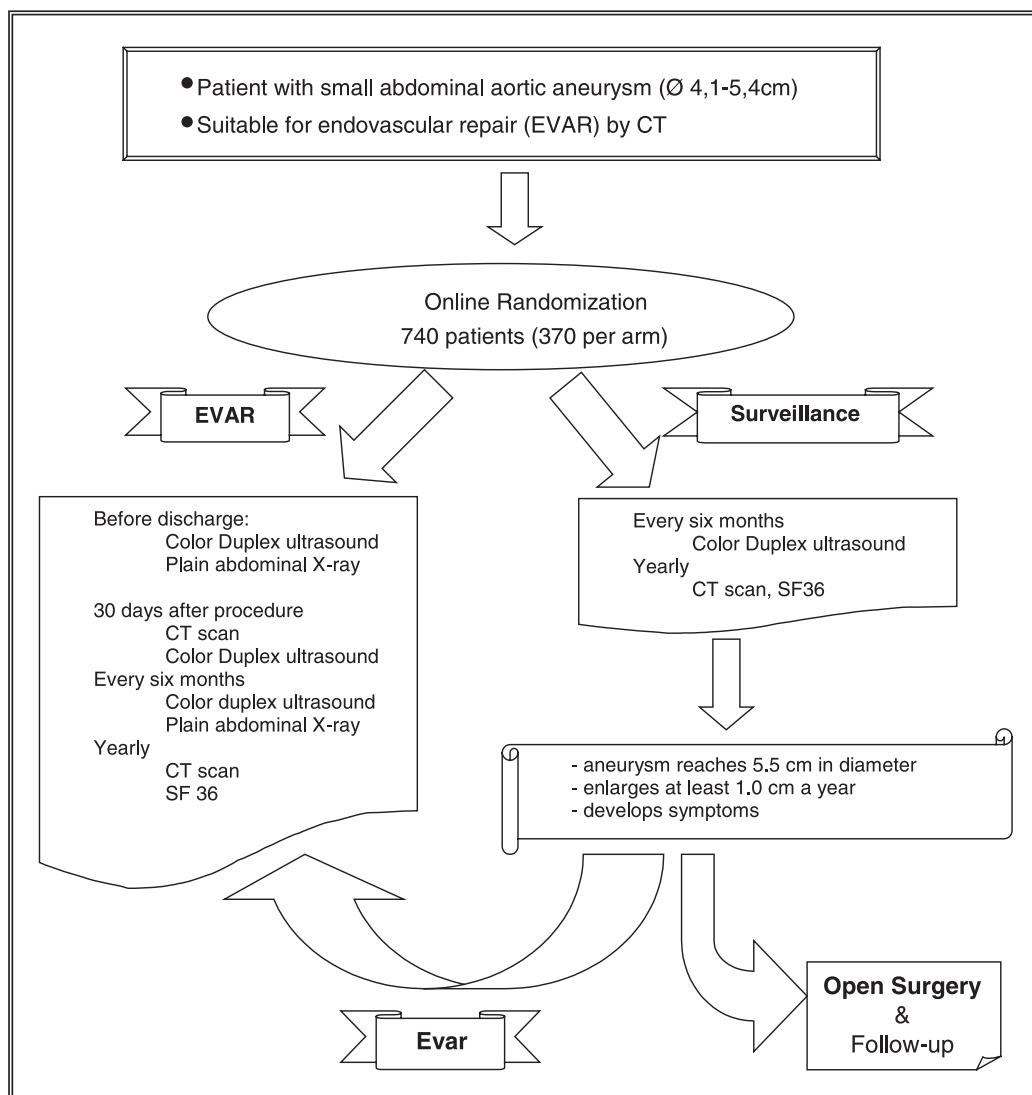 • Patient with small abdominal aortic aneurysm (Ø 4,1-5,4cm)
• Suitable for endovascular repair (EVAR) by CT
Online Randomization
740 patients (370 per arm)
EVAR
Surveillance
Before discharge:
Color Duplex ultrasound
Plain abdominal X-ray
30 days after procedure
CT scan
Color Duplex ultrasound
Every six months
Color duplex ultrasound
Plain abdominal X-ray
Yearly
CT scan
SF 36
Every six months
Color Duplex ultrasound
Yearly
CT scan, SF36
- aneurysm reaches 5.5 cm in diameter
- enlarges at least 1.0 cm a year
- develops symptoms
Evar
Open Surgery
&
Follow-up